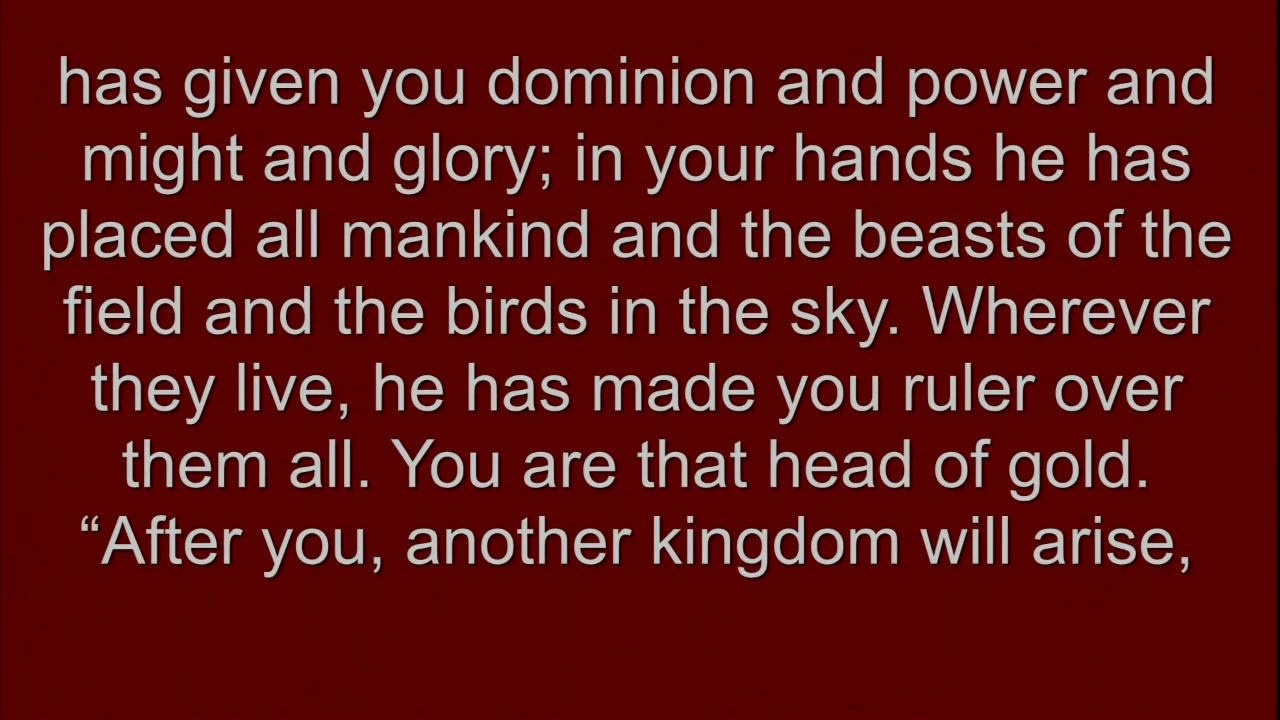 has given you dominion and power and
might and glory; in your hands he has
placed all mankind and the beasts of the
field and the birds in the sky. Wherever
they live, he has made you ruler over
them all. You are that head of gold.
“After you, another kingdom will arise,